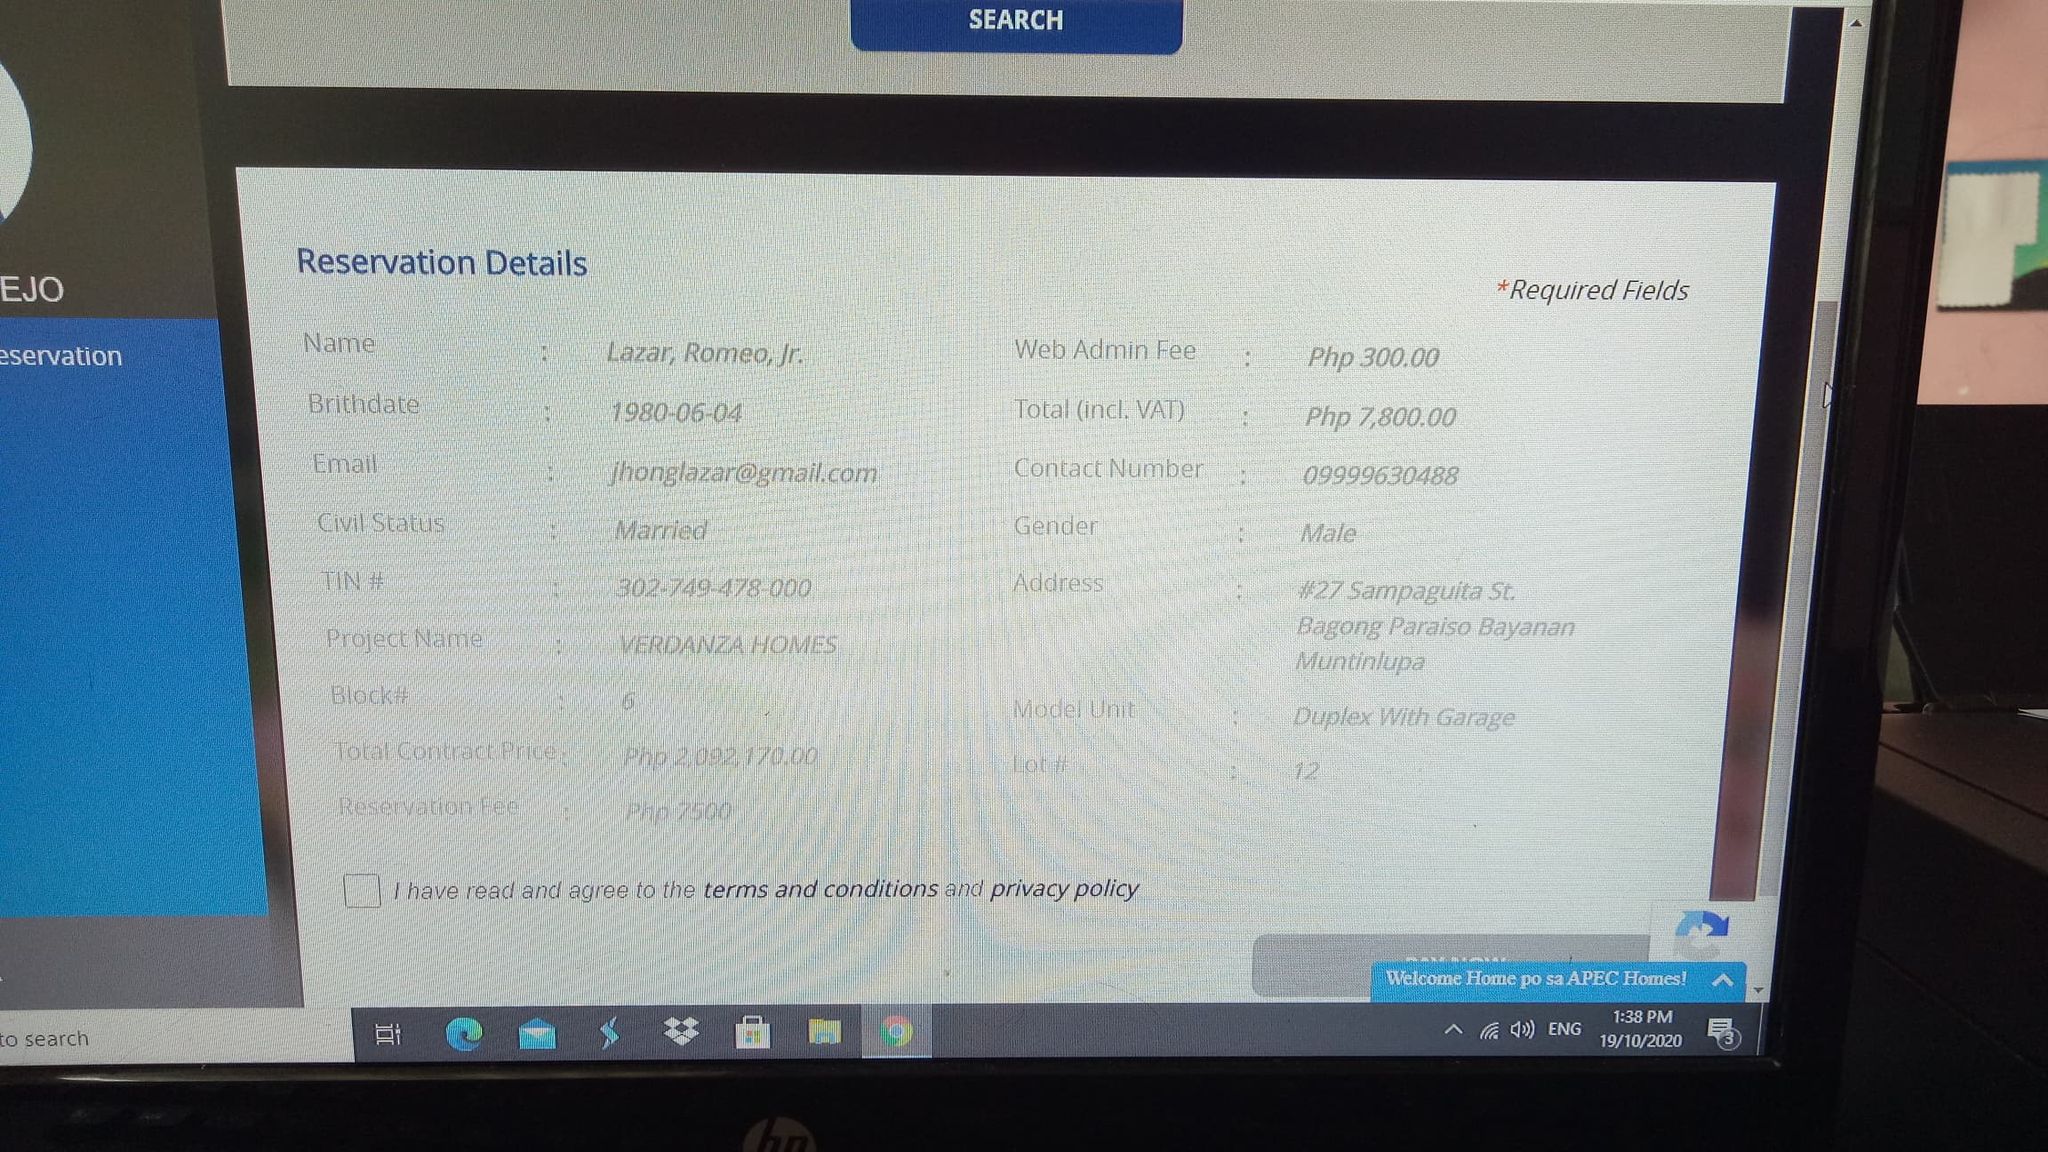 SEARCH
EJO
eservation
Reservation Details
*Required Fields
Name : Lazar, Romeo, Jr.
Brithdate : 1980-06-04
Email : jhonglazar@gmail.com
Civil Status : Married
TIN # : 302-749-478-000
Project Name : VERDANZA HOMES
Block# : 6
Total Contract Price : Php 2,092,170.00
Reservation Fee : Php 7500
Web Admin Fee : Php 300.00
Total (incl. VAT) : Php 7,800.00
Contact Number : 09999630488
Gender : Male
Address : #27 Sampaguita St.
Bagong Paraiso Bayanan
Muntinlupa
Model Unit : Duplex With Garage
Lot # : 12
I have read and agree to the terms and conditions and privacy policy
Welcome Home po sa APEC Homes!
to search
ENG
1:38 PM
19/10/2020
3
hp